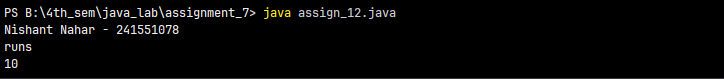 PS B:\4th_sem\java_lab\assignment_7> java assign_12.java
Nishant Nahar - 241551078
runs
10